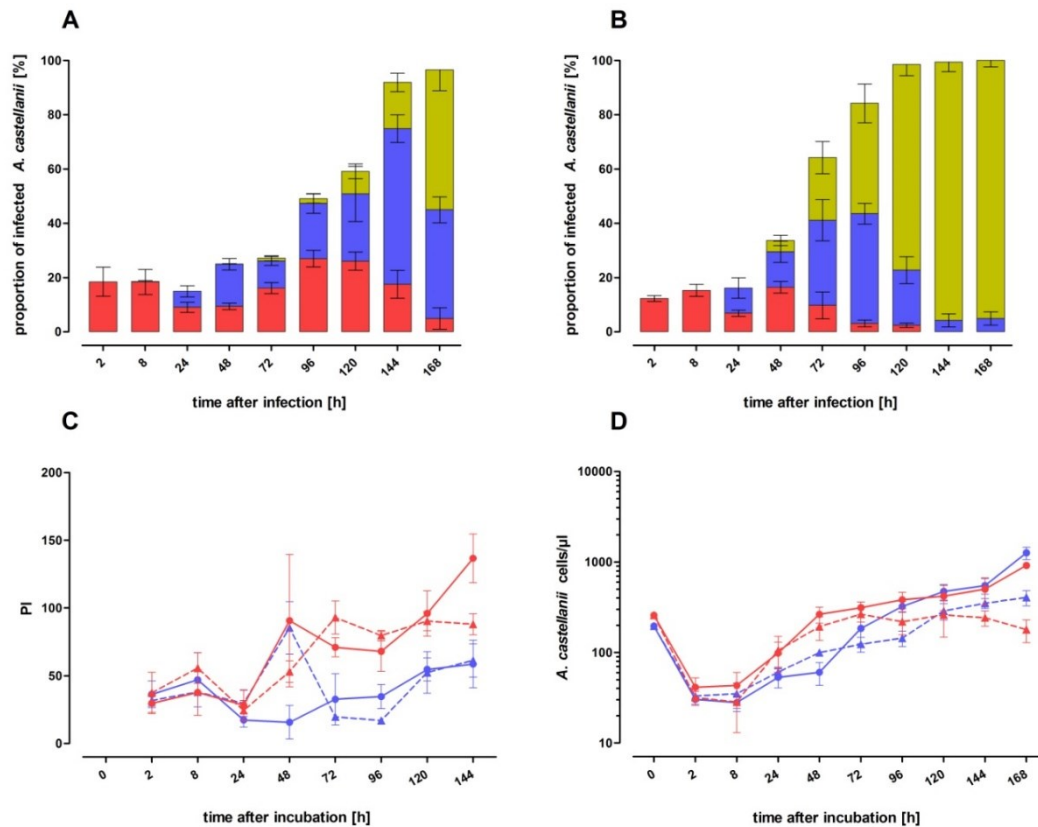 A
proportion of infected A. castellanii [%]
100
80
60
40
20
0
2 8 24 48 72 96 120 144 168
time after infection [h]
B
proportion of infected A. castellanii [%]
100
80
60
40
20
0
2 8 24 48 72 96 120 144 168
time after infection [h]
C
PI
200
150
100
50
0
0 2 8 24 48 72 96 120 144
time after incubation [h]
D
A. castellanii cells/µl
10000
1000
100
10
0 2 8 24 48 72 96 120 144 168
time after incubation [h]